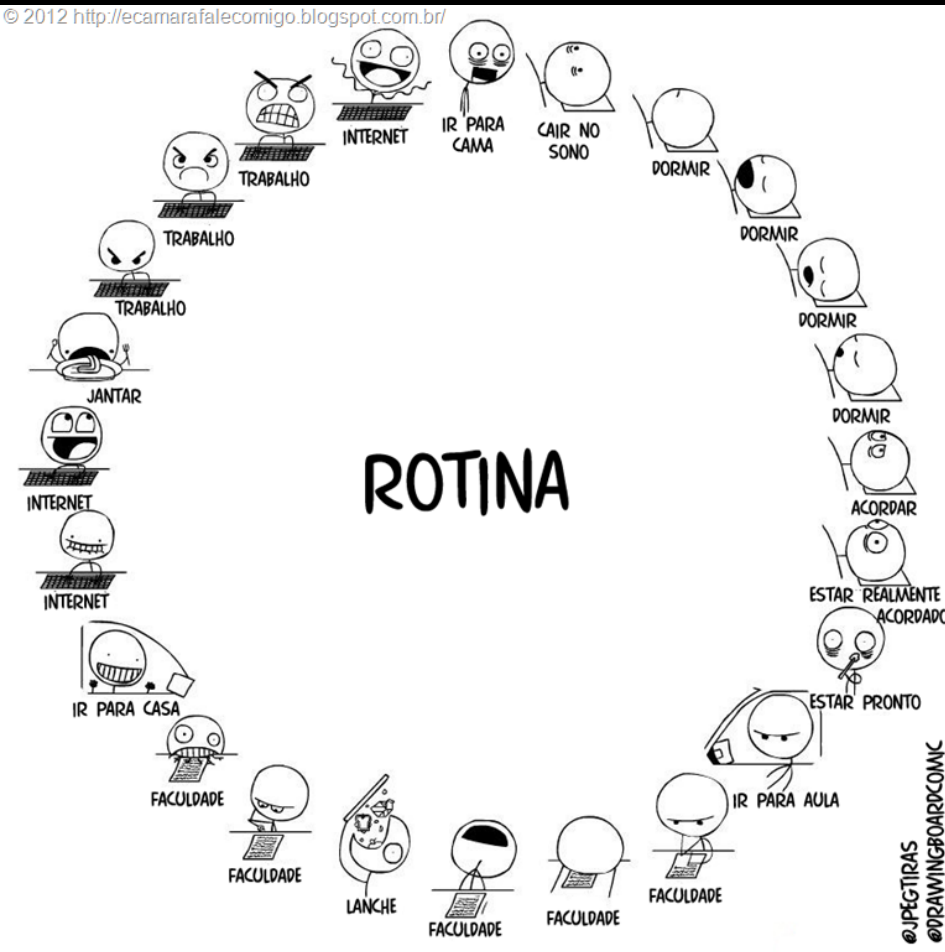 © 2012 http://ecamarafalecomigo.blogspot.com.br/
INTERNET
IR PARA
CAMA
CAIR NO
SONO
DORMIR
DORMIR
DORMIR
DORMIR
ACORDAR
ESTAR REALMENTE
ACORDADO
ESTAR PRONTO
IR PARA AULA
FACULDADE
FACULDADE
FACULDADE
LANCHE
FACULDADE
FACULDADE
IR PARA CASA
INTERNET
INTERNET
JANTAR
TRABALHO
TRABALHO
TRABALHO
ROTINA
@JPEGTIRAS
@DRAWINGBOARDCOMIC